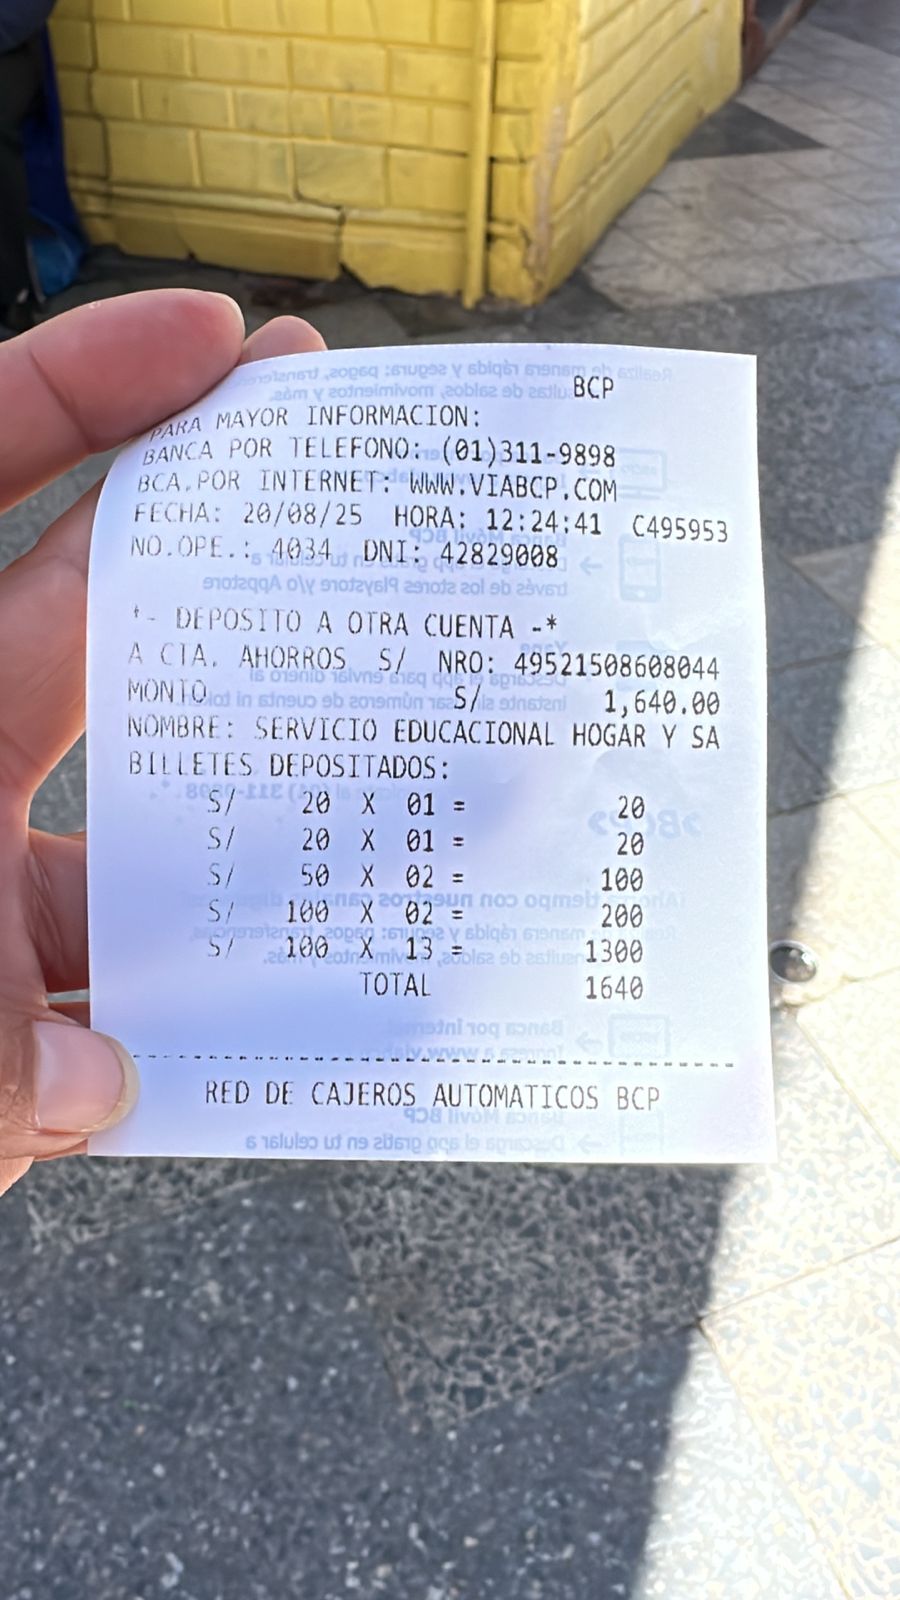 BCP
PARA MAYOR INFORMACION:
BANCA POR TELEFONO: (01)311-9898
BCA.POR INTERNET: WWW.VIABCP.COM
FECHA: 20/08/25 HORA: 12:24:41 C495953
NO.OPE.: 4034 DNI: 42829008
*- DEPOSITO A OTRA CUENTA -*
A CTA. AHORROS S/ NRO: 49521508608044
MONTO S/ 1,640.00
NOMBRE: SERVICIO EDUCACIONAL HOGAR Y SA
BILLETES DEPOSITADOS:
S/ 20 X 01 = 20
S/ 20 X 01 = 20
S/ 50 X 02 = 100
S/ 100 X 02 = 200
S/ 100 X 13 = 1300
TOTAL 1640
RED DE CAJEROS AUTOMATICOS BCP